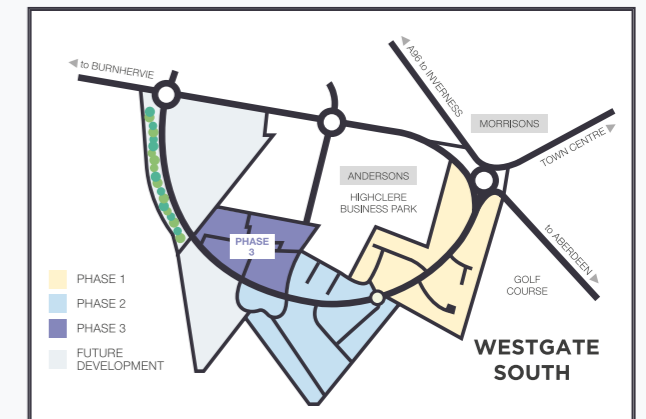 to BURNHERVIE
A96 to INVERNESS
MORRISONS
TOWN CENTRE
ANDERSONS
HIGHCLERE
BUSINESS PARK
PHASE
3
to ABERDEEN
GOLF
COURSE
PHASE 1
PHASE 2
PHASE 3
FUTURE
DEVELOPMENT
WESTGATE
SOUTH